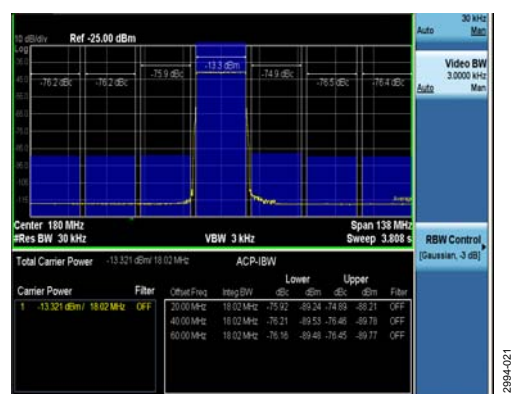 30 kHz
10 dB/div Ref -25.00 dBm
Auto Man
Log
-13.3 dBm
-76.2 dBc -76.2 dBc -75.9 dBc -74.9 dBc -76.5 dBc -76.4 dBc
Video BW
3.0000 kHz
Auto Man
Average
Center 180 MHz Span 138 MHz
#Res BW 30 kHz VBW 3 kHz Sweep 3.808 s
RBW Control
[Gaussian, -3 dB]
Total Carrier Power -13.321 dBm/ 18.02 MHz ACP-IBW
Lower Upper
Carrier Power Filter Offset Freq Integ BW dBc dBm dBc dBm Filter
1 -13.321 dBm / 18.02 MHz OFF 20.00 MHz 18.02 MHz -75.92 -89.24 -74.89 -88.21 OFF
40.00 MHz 18.02 MHz -76.21 -89.53 -76.46 -89.78 OFF
60.00 MHz 18.02 MHz -76.16 -89.48 -76.45 -89.77 OFF
2994-021